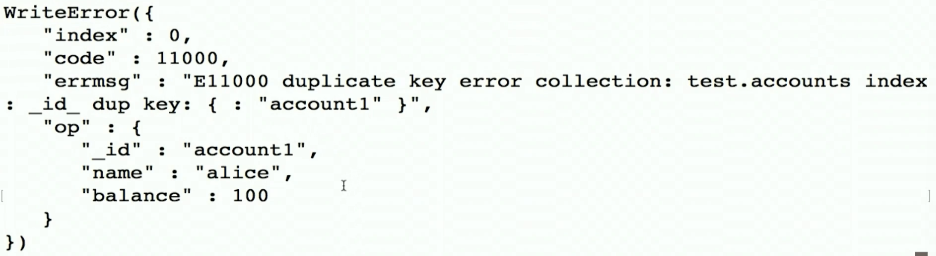 WriteError({
    "index" : 0,
    "code" : 11000,
    "errmsg" : "E11000 duplicate key error collection: test.accounts index
: _id_ dup key: { : "account1" }",
    "op" : {
        "_id" : "account1",
        "name" : "alice",
        "balance" : 100
    }
})